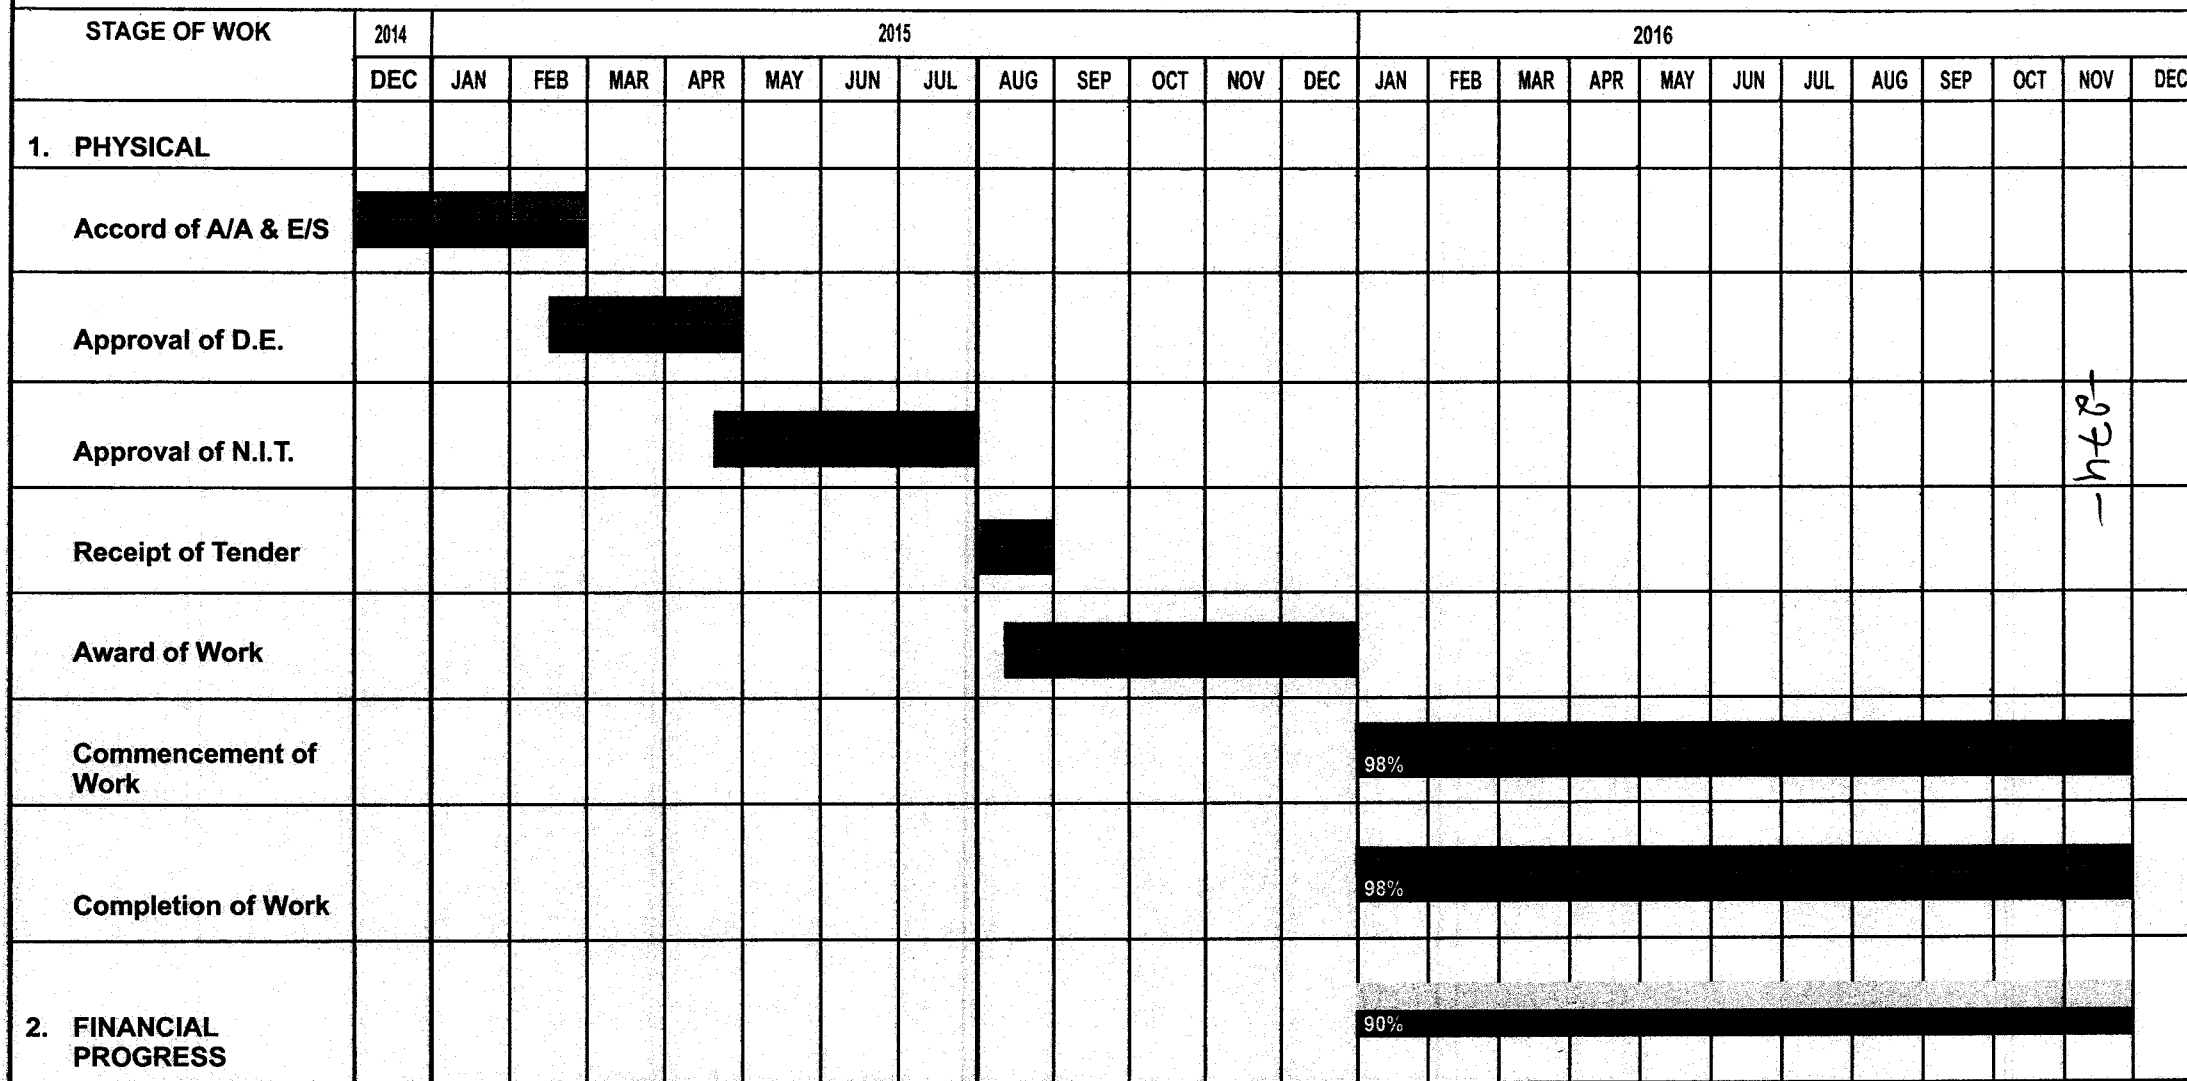 STAGE OF WOK 2014 2015 2016
DEC JAN FEB MAR APR MAY JUN JUL AUG SEP OCT NOV DEC JAN FEB MAR APR MAY JUN JUL AUG SEP OCT NOV DEC
1. PHYSICAL
Accord of A/A & E/S
Approval of D.E.
Approval of N.I.T.
-274-
Receipt of Tender
Award of Work
Commencement of
Work
98%
Completion of Work
98%
2. FINANCIAL
PROGRESS
90%